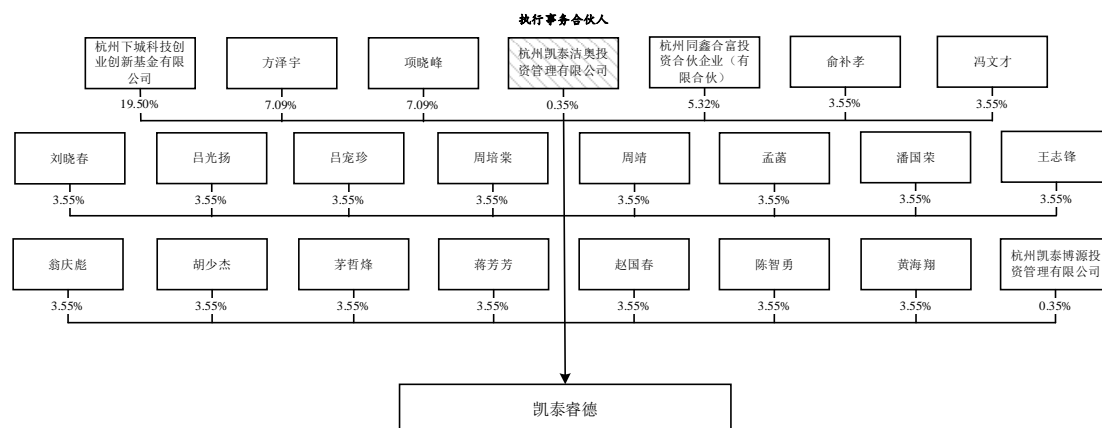 执行事务合伙人
杭州下城科技创
业创新基金有限
公司
方泽宇
项晓峰
杭州凯泰洁奥投
资管理有限公司
杭州同鑫合富投
资合伙企业（有
限合伙）
俞补孝
冯文才
19.50%
7.09%
7.09%
0.35%
5.32%
3.55%
3.55%
刘晓春
吕光扬
吕宠珍
周培棠
周靖
孟菡
潘国荣
王志锋
3.55%
3.55%
3.55%
3.55%
3.55%
3.55%
3.55%
3.55%
翁庆彪
胡少杰
茅哲烽
蒋芳芳
赵国春
陈智勇
黄海翔
杭州凯泰博源投
资管理有限公司
3.55%
3.55%
3.55%
3.55%
3.55%
3.55%
3.55%
0.35%
凯泰睿德